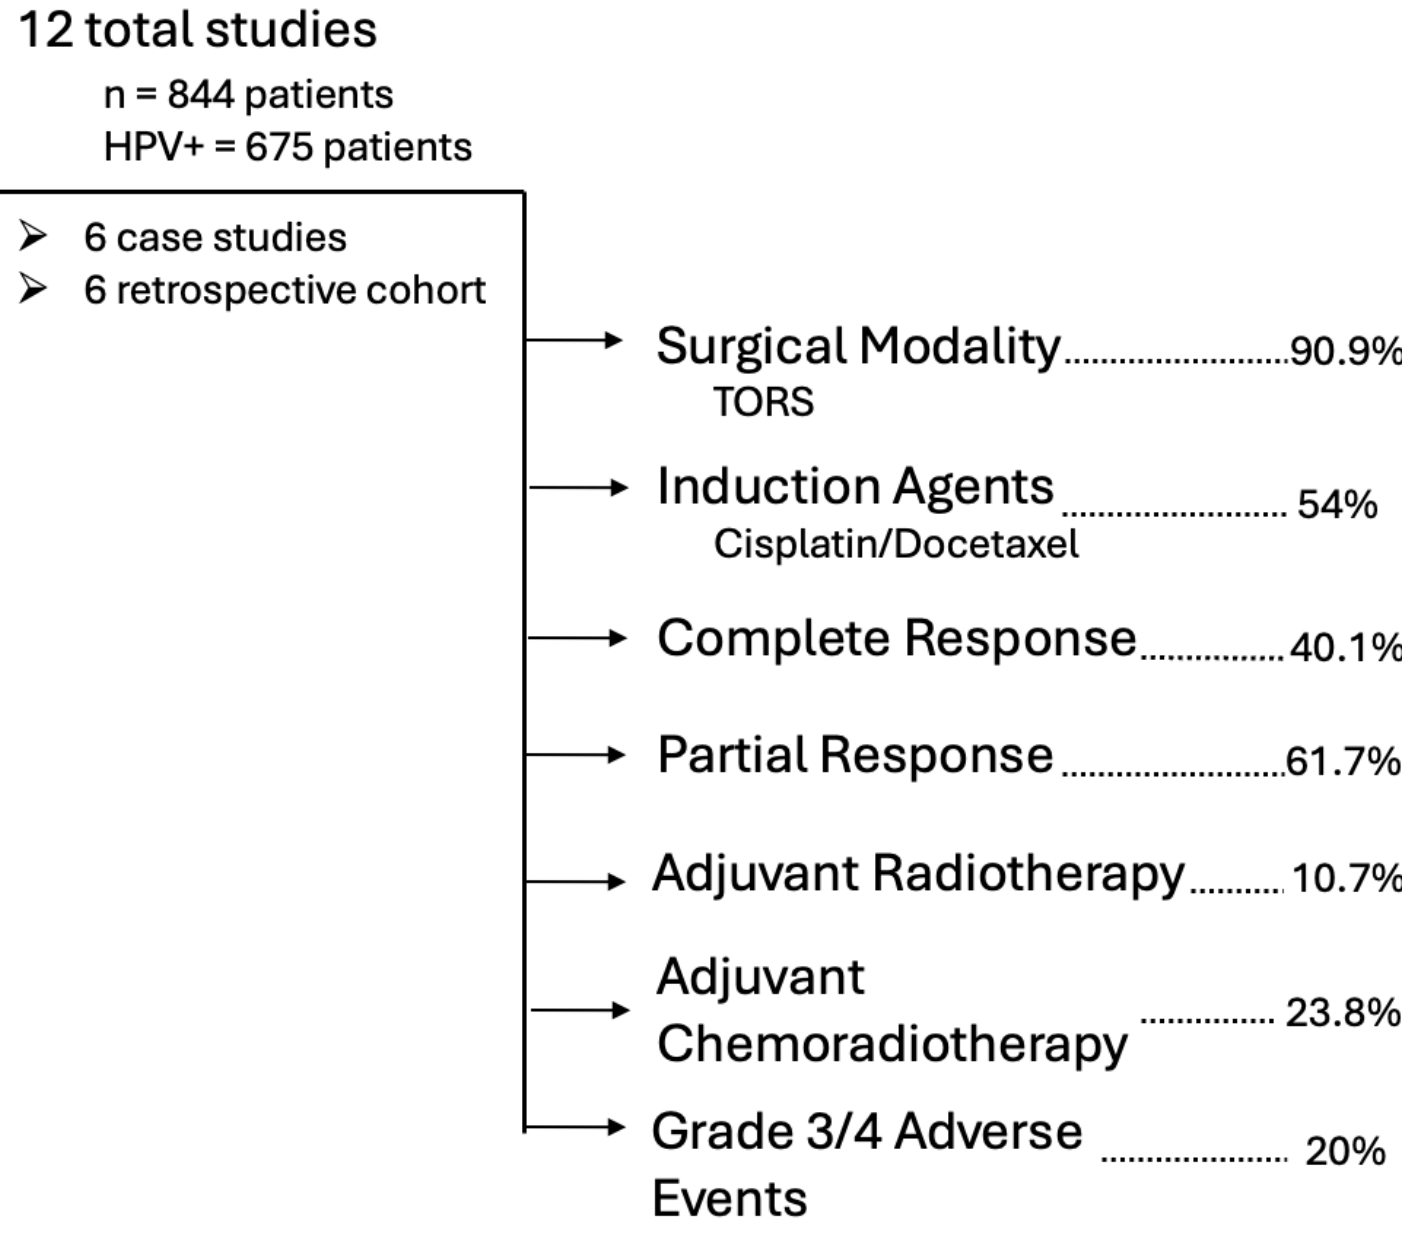 12 total studies
n = 844 patients
HPV+ = 675 patients
➢ 6 case studies
➢ 6 retrospective cohort
Surgical Modality.........................90.9%
TORS
Induction Agents ......................... 54%
Cisplatin/Docetaxel
Complete Response................40.1%
Partial Response .........................61.7%
Adjuvant Radiotherapy........... 10.7%
Adjuvant
Chemoradiotherapy ............... 23.8%
Grade 3/4 Adverse ..................... 20%
Events